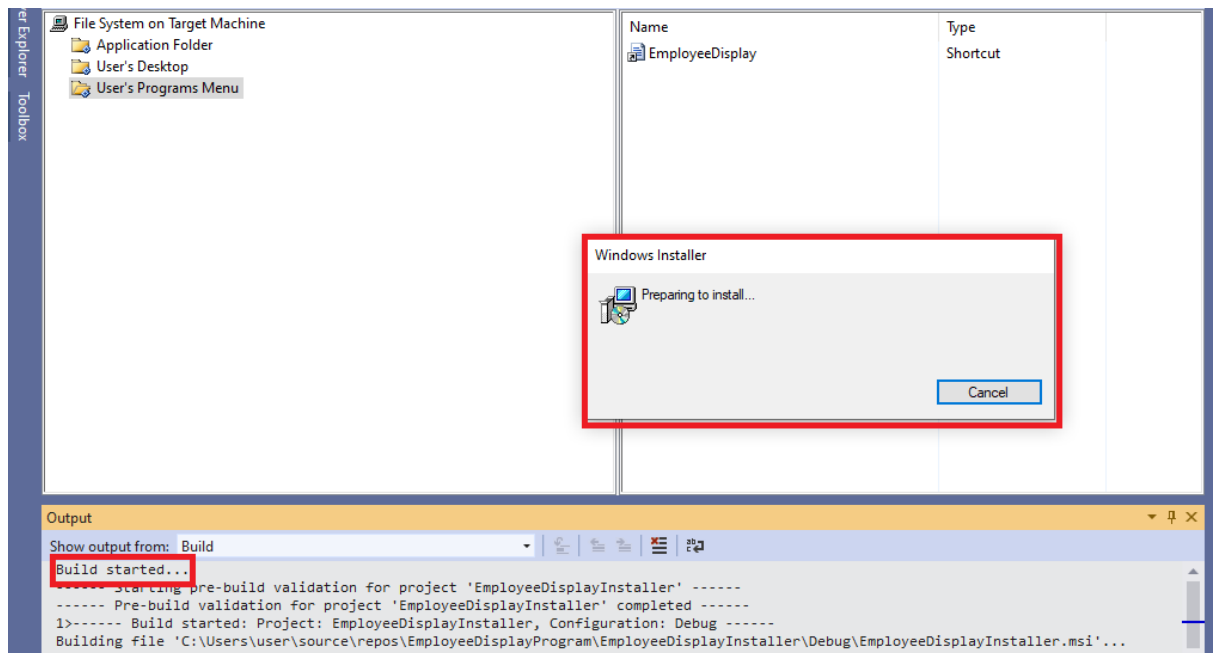 er Explorer
Toolbox
File System on Target Machine
Application Folder
User's Desktop
User's Programs Menu
Name Type
EmployeeDisplay Shortcut
Windows Installer
Preparing to install...
Cancel
Output
Show output from: Build
Build started...
------ Starting pre-build validation for project 'EmployeeDisplayInstaller' ------
------ Pre-build validation for project 'EmployeeDisplayInstaller' completed ------
1>------ Build started: Project: EmployeeDisplayInstaller, Configuration: Debug ------
Building file 'C:\Users\user\source\repos\EmployeeDisplayProgram\EmployeeDisplayInstaller\Debug\EmployeeDisplayInstaller.msi'...